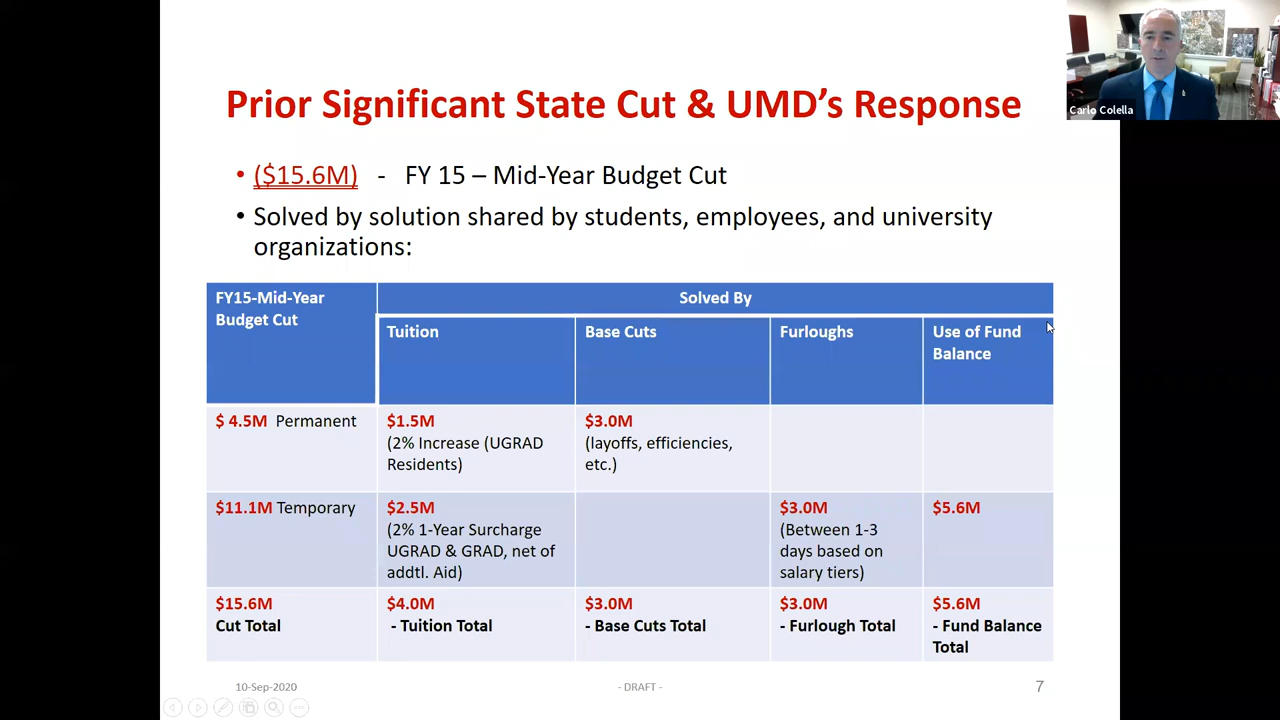 Carlo Colella
Prior Significant State Cut & UMD's Response
• ($15.6M) - FY 15 – Mid-Year Budget Cut
• Solved by solution shared by students, employees, and university
organizations:
FY15-Mid-Year
Budget Cut
Solved By
Tuition
Base Cuts
Furloughs
Use of Fund
Balance
$ 4.5M Permanent
$1.5M
(2% Increase (UGRAD
Residents)
$3.0M
(layoffs, efficiencies,
etc.)
$11.1M Temporary
$2.5M
(2% 1-Year Surcharge
UGRAD & GRAD, net of
addtl. Aid)
$3.0M
(Between 1-3
days based on
salary tiers)
$5.6M
$15.6M
Cut Total
$4.0M
- Tuition Total
$3.0M
- Base Cuts Total
$3.0M
- Furlough Total
$5.6M
- Fund Balance
Total
10-Sep-2020
- DRAFT -
7